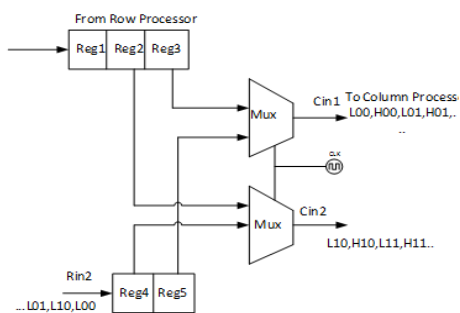 From Row Processor
Reg1 Reg2 Reg3
Cin1
To Column Process
L00,H00,L01,H01,..
..
Mux
CLK
Mux
Cin2
L10,H10,L11,H11..
Rin2
Reg4 Reg5
...L01,L10,L00